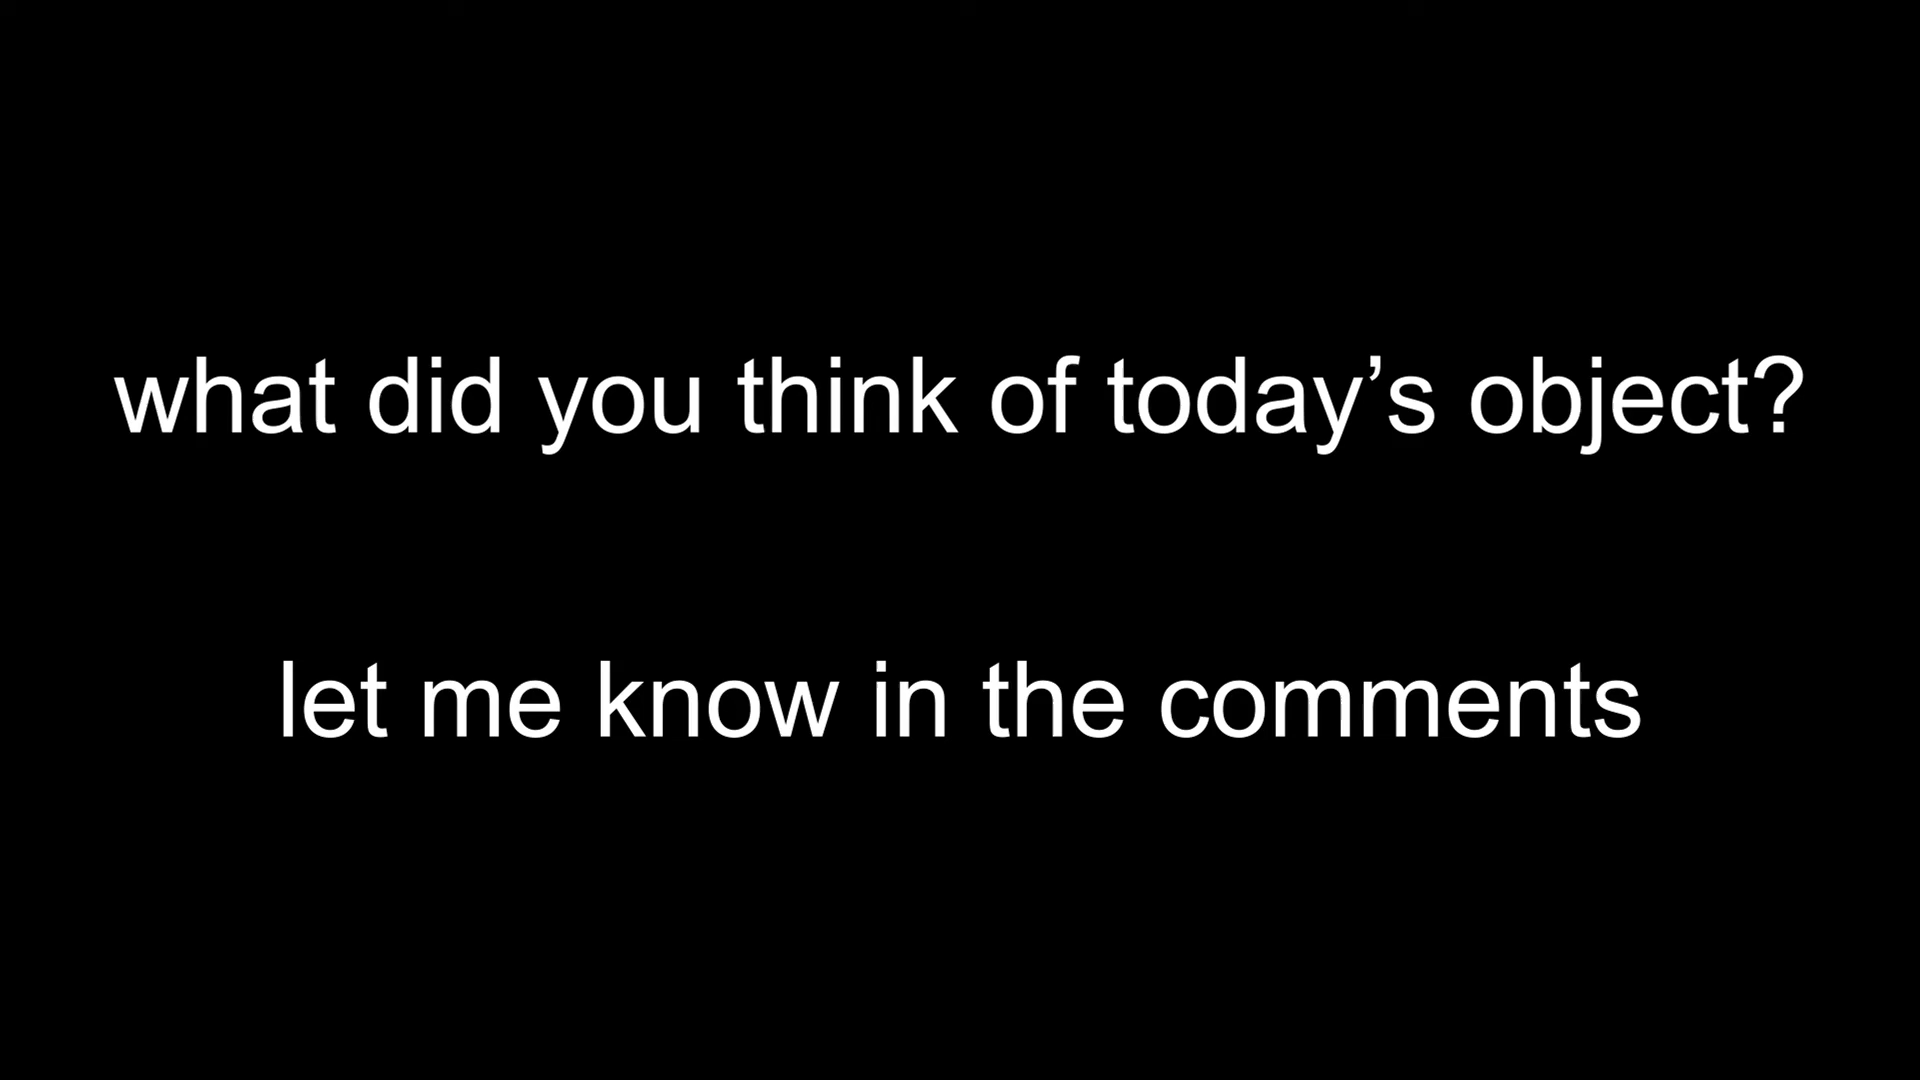 what did you think of today’s object?
let me know in the comments